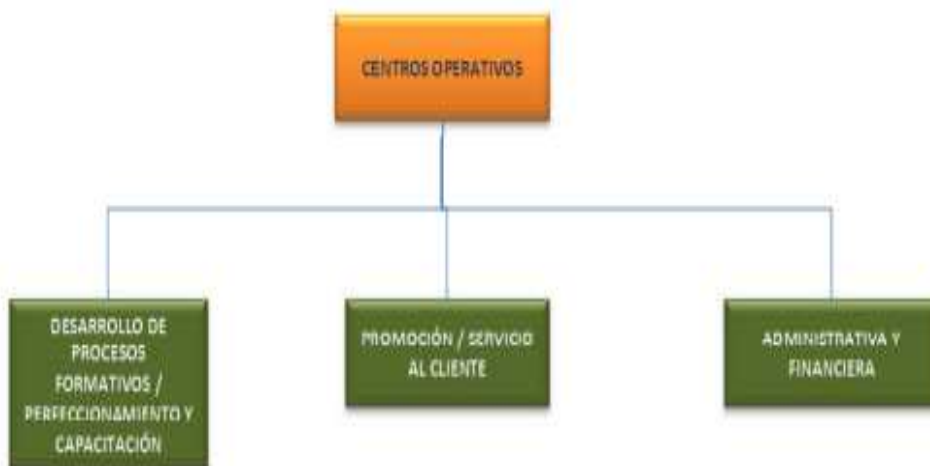 CENTROS OPERATIVOS
DESARROLLO DE
PROCESOS
FORMATIVOS /
PERFECCIONAMIENTO Y
CAPACITACIÓN
PROMOCIÓN / SERVICIO
AL CLIENTE
ADMINISTRATIVA Y
FINANCIERA